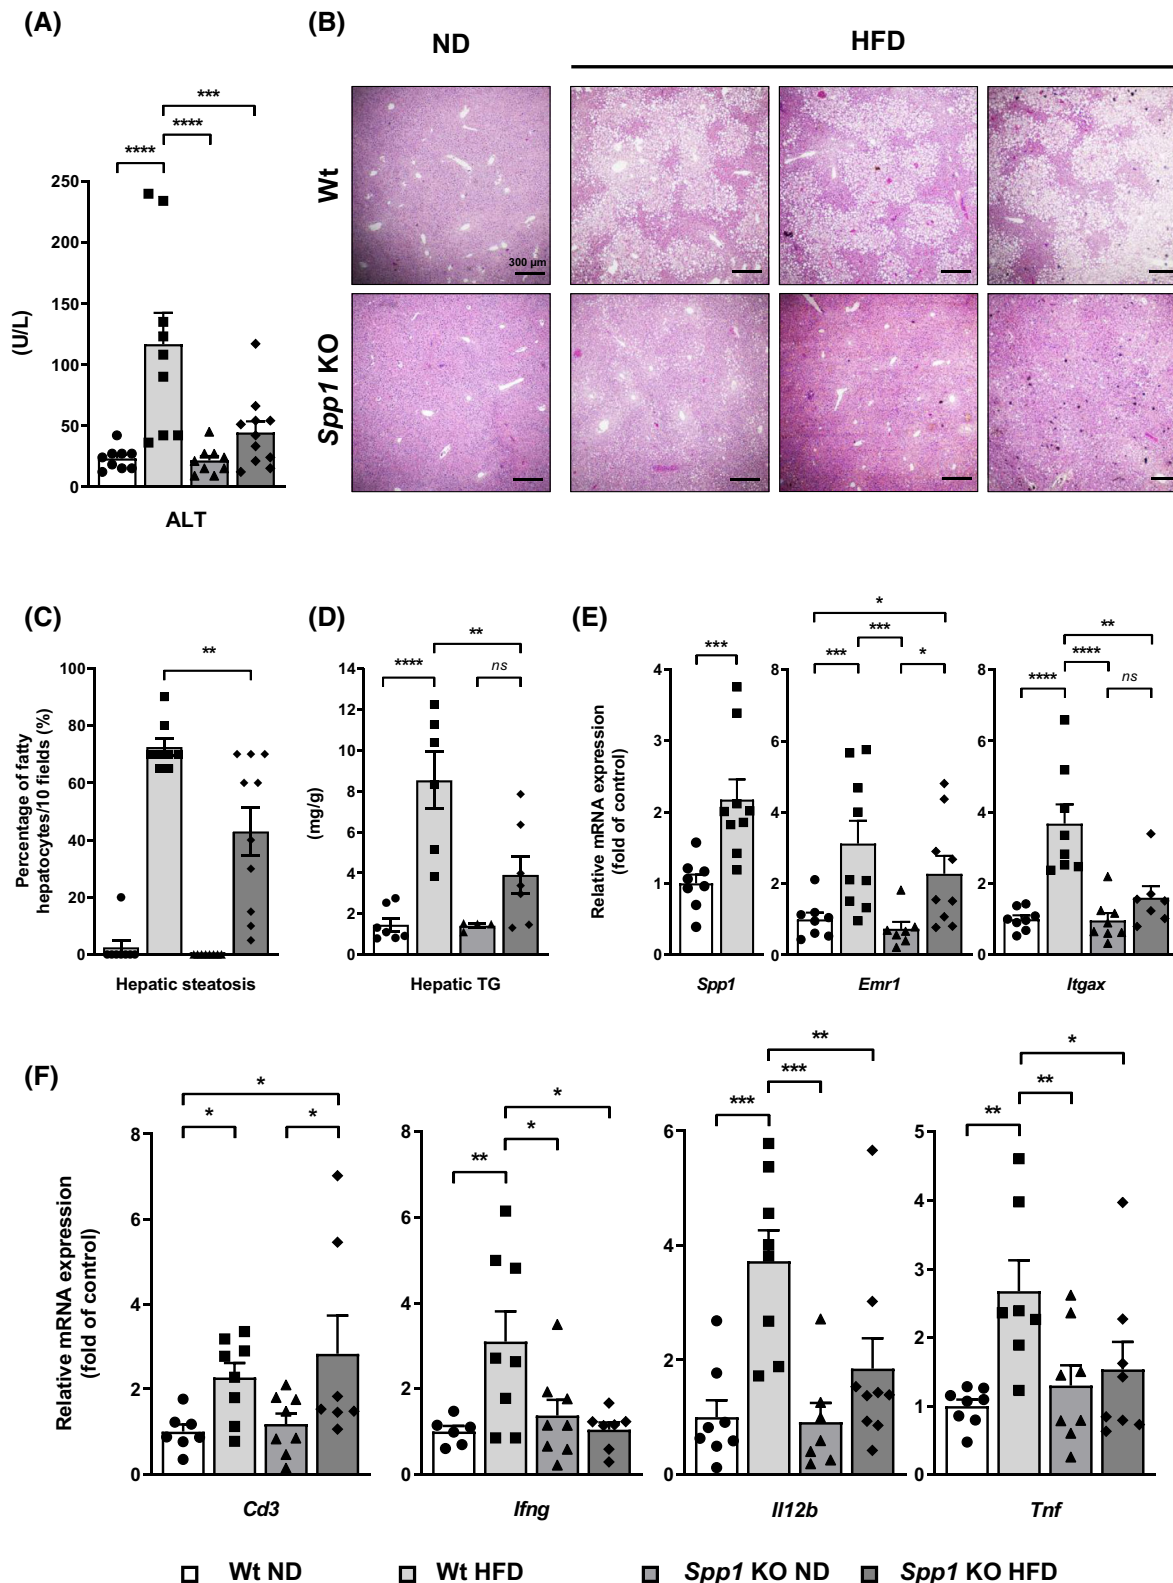 (A)
(B)
ND
HFD
***
****
****
250
200
150
100
50
0
(U/L)
ALT
Wt
300 µm
Spp1 KO
(C)
**
100
80
60
40
20
0
Percentage of fatty
hepatocytes/10 fields (%)
Hepatic steatosis
(D)
**
****
ns
14
12
10
8
6
4
2
0
(mg/g)
Hepatic TG
(E)
***
4
2
0
Relative mRNA expression
(fold of control)
Spp1
*
***
***
*
8
6
4
2
0
Emr1
**
****
****
ns
8
6
4
2
0
Itgax
(F)
*
*
*
8
6
4
2
0
Relative mRNA expression
(fold of control)
Cd3
*
*
**
8
6
4
2
0
Ifng
**
***
***
6
4
2
0
Il12b
*
**
**
5
4
3
2
1
0
Tnf
Wt ND
Wt HFD
Spp1 KO ND
Spp1 KO HFD